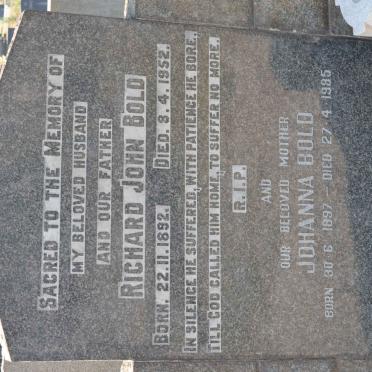 SACRED TO THE MEMORY OF
MY BELOVED HUSBAND
AND OUR FATHER
RICHARD JOHN BOLD
BORN. 22.11.1892. DIED. 8.4.1952.
IN SILENCE HE SUFFERED, WITH PATIENCE HE BORE,
TILL GOD CALLED HIM HOME, TO SUFFER NO MORE.
R.I.P.
AND
OUR BELOVED MOTHER
JOHANNA BOLD
BORN 30.6.1897 — DIED 27.4.1985